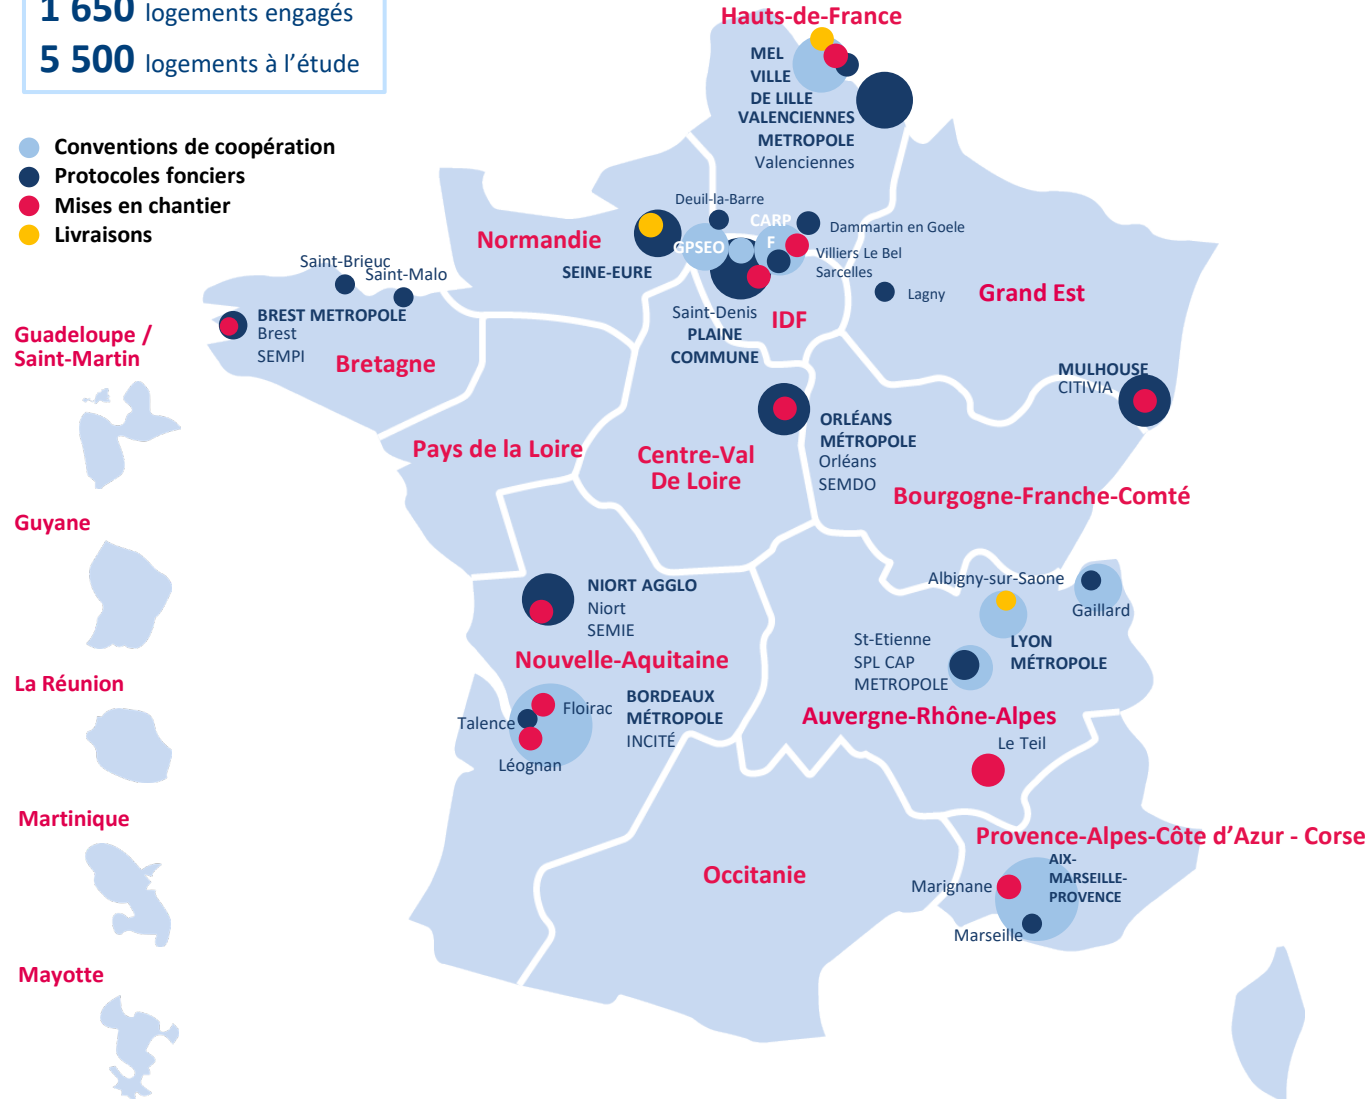 1 650 logements engagés
5 500 logements à l’étude
Conventions de coopération
Protocoles fonciers
Mises en chantier
Livraisons
Hauts-de-France
MEL
VILLE
DE LILLE
VALENCIENNES
METROPOLE
Valenciennes
Normandie
SEINE-EURE
Deuil-la-Barre
CARP
F
GPSEO
Dammartin en Goele
Villiers Le Bel
Sarcelles
Lagny
Saint-Denis
PLAINE
COMMUNE
IDF
Grand Est
Saint-Brieuc
Saint-Malo
BREST METROPOLE
Brest
SEMPI
Bretagne
Guadeloupe /
Saint-Martin
MULHOUSE
CITIVIA
Pays de la Loire
Centre-Val
De Loire
ORLÉANS
MÉTROPOLE
Orléans
SEMDO
Bourgogne-Franche-Comté
Guyane
NIORT AGGLO
Niort
SEMIE
Nouvelle-Aquitaine
Albigny-sur-Saone
Gaillard
LYON
MÉTROPOLE
St-Etienne
SPL CAP
METROPOLE
Auvergne-Rhône-Alpes
Le Teil
La Réunion
Floirac
Talence
Léognan
BORDEAUX
MÉTROPOLE
INCITÉ
Martinique
Occitanie
Provence-Alpes-Côte d’Azur - Corse
AIX-
MARSEILLE-
PROVENCE
Marignane
Marseille
Mayotte